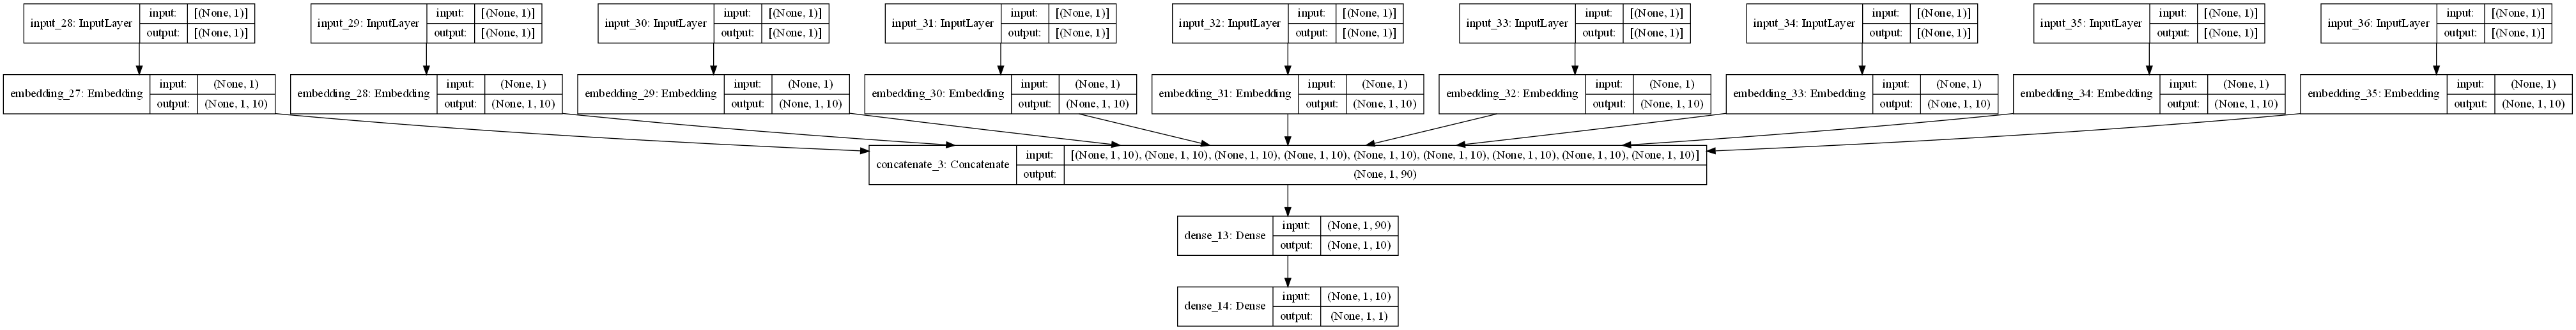 input_28: InputLayer input: [(None, 1)] output: [(None, 1)]
input_29: InputLayer input: [(None, 1)] output: [(None, 1)]
input_30: InputLayer input: [(None, 1)] output: [(None, 1)]
input_31: InputLayer input: [(None, 1)] output: [(None, 1)]
input_32: InputLayer input: [(None, 1)] output: [(None, 1)]
input_33: InputLayer input: [(None, 1)] output: [(None, 1)]
input_34: InputLayer input: [(None, 1)] output: [(None, 1)]
input_35: InputLayer input: [(None, 1)] output: [(None, 1)]
input_36: InputLayer input: [(None, 1)] output: [(None, 1)]
embedding_27: Embedding input: (None, 1) output: (None, 1, 10)
embedding_28: Embedding input: (None, 1) output: (None, 1, 10)
embedding_29: Embedding input: (None, 1) output: (None, 1, 10)
embedding_30: Embedding input: (None, 1) output: (None, 1, 10)
embedding_31: Embedding input: (None, 1) output: (None, 1, 10)
embedding_32: Embedding input: (None, 1) output: (None, 1, 10)
embedding_33: Embedding input: (None, 1) output: (None, 1, 10)
embedding_34: Embedding input: (None, 1) output: (None, 1, 10)
embedding_35: Embedding input: (None, 1) output: (None, 1, 10)
concatenate_3: Concatenate input: [(None, 1, 10), (None, 1, 10), (None, 1, 10), (None, 1, 10), (None, 1, 10), (None, 1, 10), (None, 1, 10), (None, 1, 10), (None, 1, 10)] output: (None, 1, 90)
dense_13: Dense input: (None, 1, 90) output: (None, 1, 10)
dense_14: Dense input: (None, 1, 10) output: (None, 1, 1)